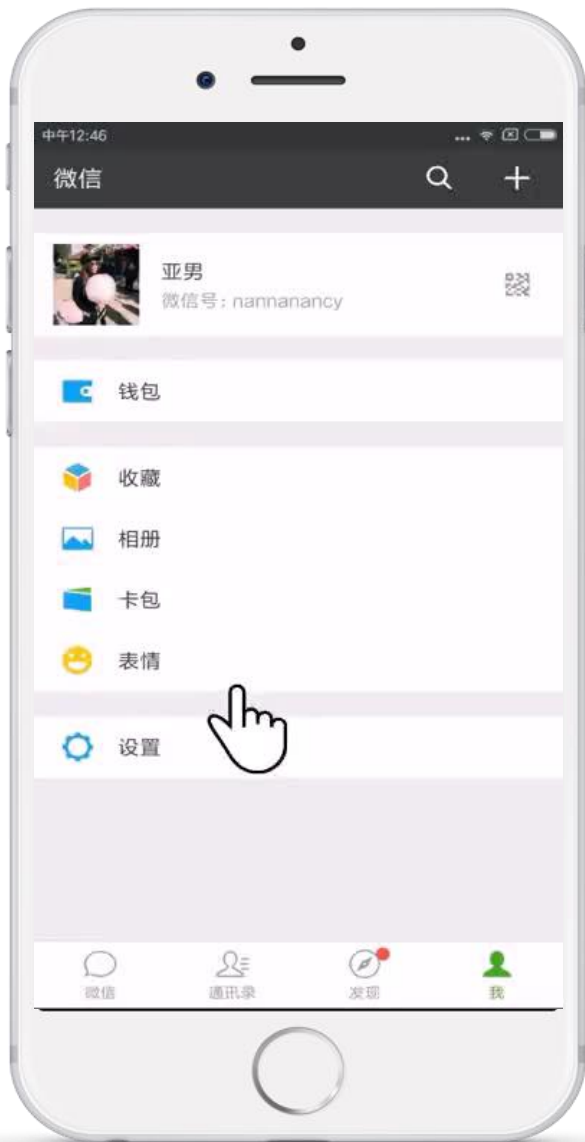 中午12:46
微信
亚男
微信号：nannanancy
钱包
收藏
相册
卡包
表情
设置
微信
通讯录
发现
我